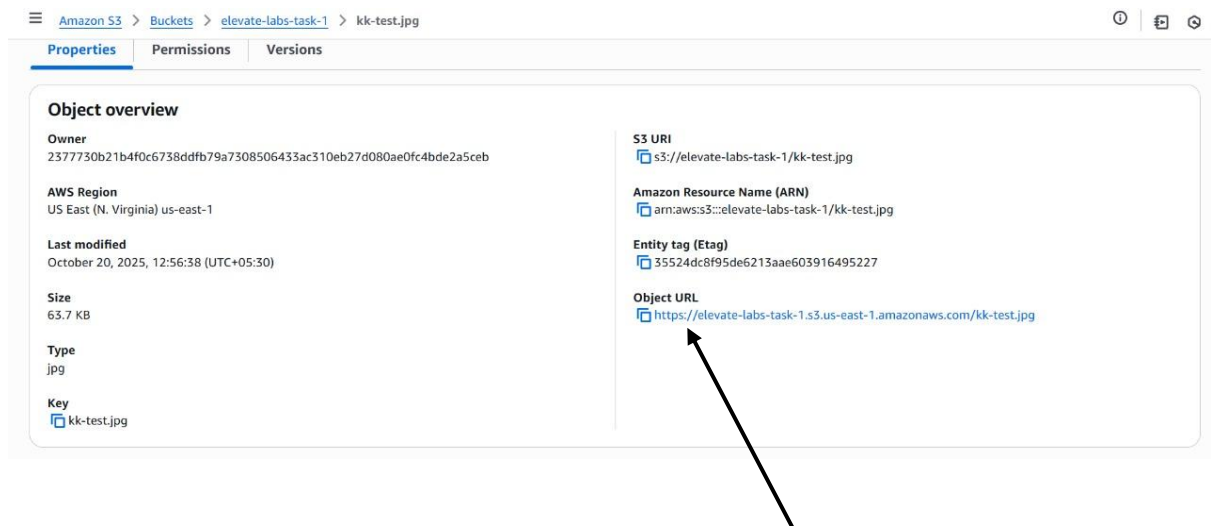 Amazon S3 > Buckets > elevate-labs-task-1 > kk-test.jpg
Properties Permissions Versions
Object overview
Owner
2377730b21b4f0c6738ddfb79a7308506433ac310eb27d080ae0fc4bde2a5ceb
AWS Region
US East (N. Virginia) us-east-1
Last modified
October 20, 2025, 12:56:38 (UTC+05:30)
Size
63.7 KB
Type
jpg
Key
kk-test.jpg
S3 URI
s3://elevate-labs-task-1/kk-test.jpg
Amazon Resource Name (ARN)
arn:aws:s3:::elevate-labs-task-1/kk-test.jpg
Entity tag (Etag)
35524dc8f95de6213aae603916495227
Object URL
https://elevate-labs-task-1.s3.us-east-1.amazonaws.com/kk-test.jpg